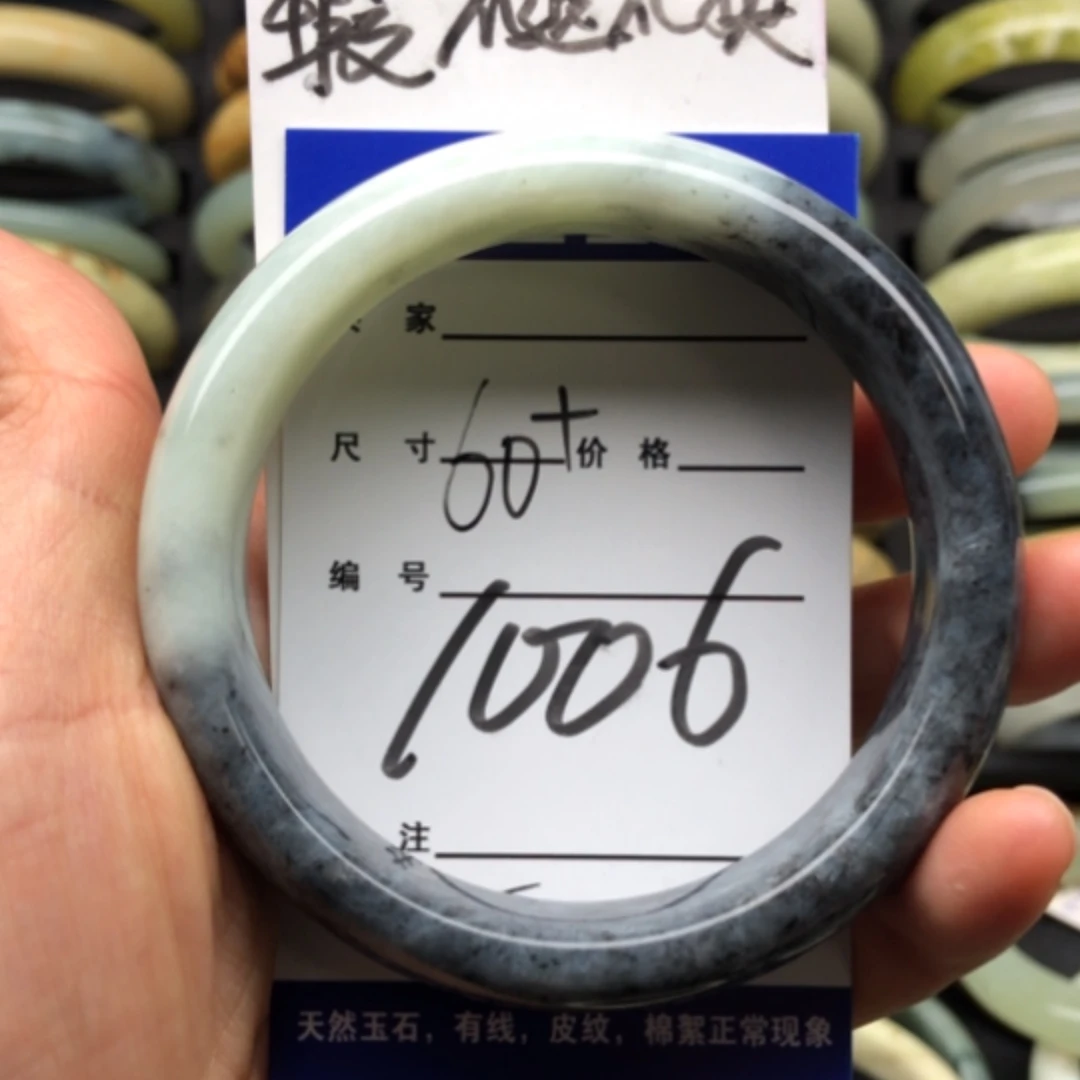 家
尺 寸 60+ 价 格
编 号
1006
注
天然玉石，有线，皮纹，棉絮正常现象